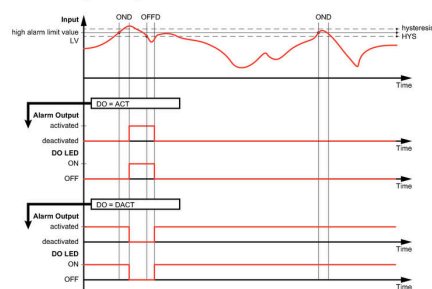 Input
OND OFFD OND
high alarm limit value
LV
hysteresis
HYS
Time
DO = ACT
Alarm Output
activated
deactivated
Time
DO LED
ON
OFF
Time
DO = DACT
Alarm Output
activated
deactivated
Time
DO LED
ON
OFF
Time